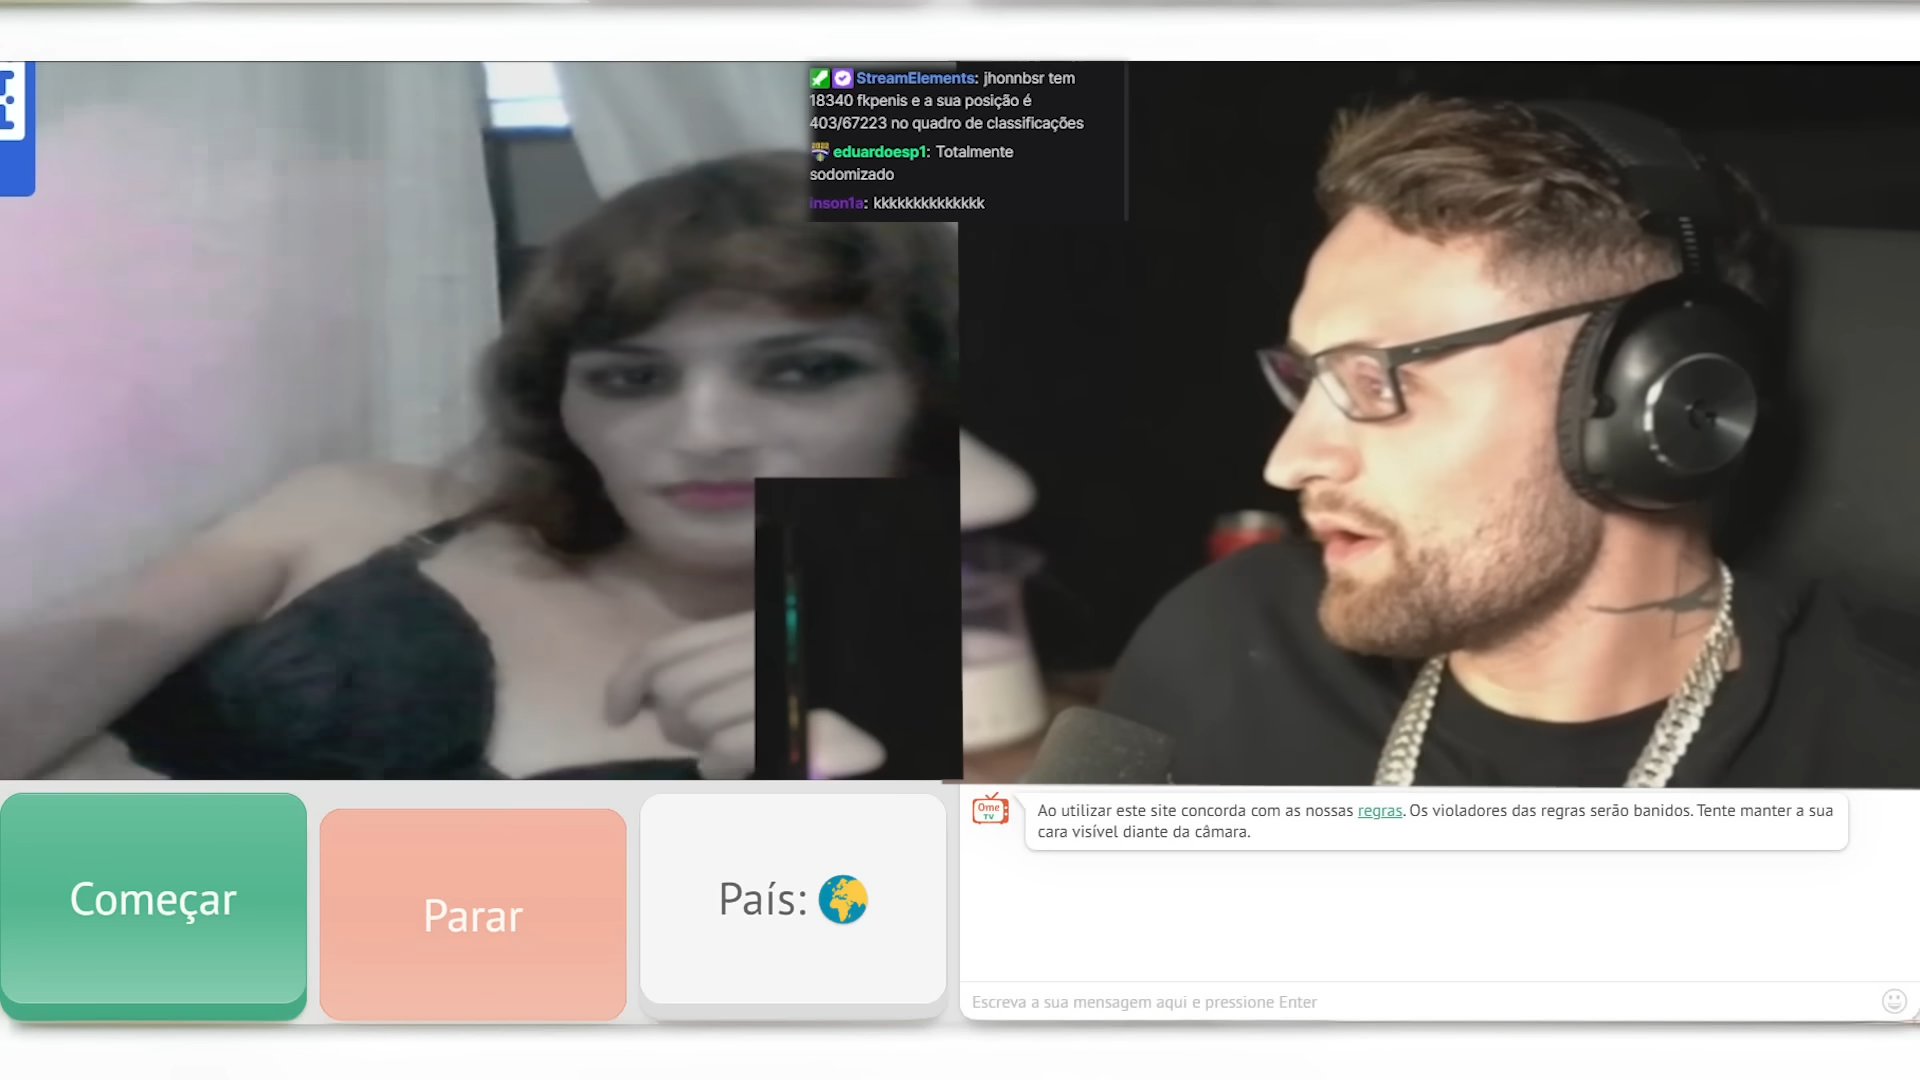 StreamElements: jhonnbsr tem
18340 fkpenis e a sua posição é
403/67223 no quadro de classificações
eduardoesp1: Totalmente
sodomizado
inson1a: kkkkkkkkkkkkkk
Começar
Parar
País:
Ome
TV
Ao utilizar este site concorda com as nossas regras. Os violadores das regras serão banidos. Tente manter a sua
cara visível diante da câmara.
Escreva a sua mensagem aqui e pressione Enter